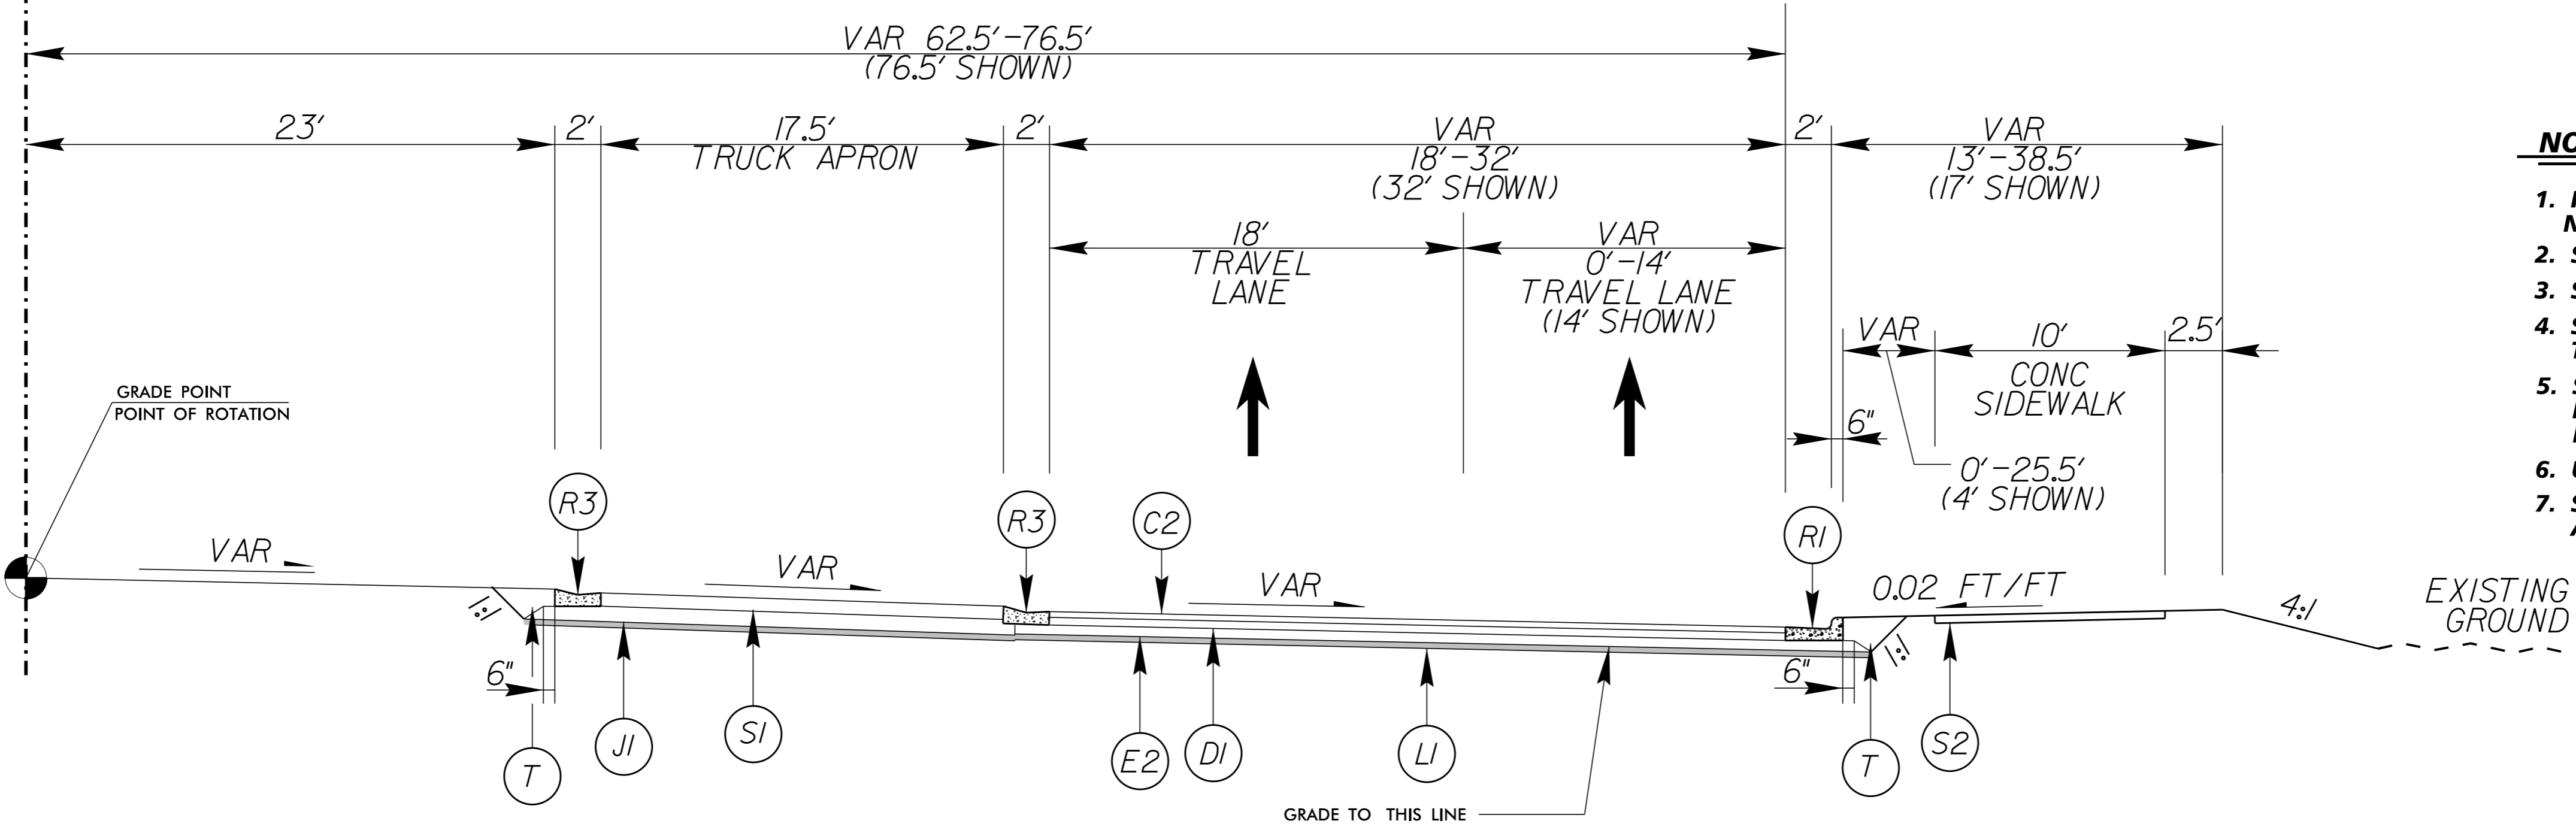 VAR 62.5'-76.5'
(76.5' SHOWN)
23'
2'
17.5'
TRUCK APRON
2'
VAR
18'-32'
(32' SHOWN)
2'
VAR
13'-38.5'
(17' SHOWN)
18'
TRAVEL
LANE
VAR
0'-14'
TRAVEL LANE
(14' SHOWN)
VAR
10'
CONC
SIDEWALK
2.5'
6"
0'-25.5'
(4' SHOWN)
GRADE POINT
POINT OF ROTATION
R3
R3
C2
R1
VAR
VAR
VAR
0.02 FT/FT
4:1
EXISTING
GROUND
1:1
1:1
6"
6"
T
J1
S1
E2
D1
L1
T
S2
GRADE TO THIS LINE
1.
2. S
3. S
4. S
5. S
6. U
7. S